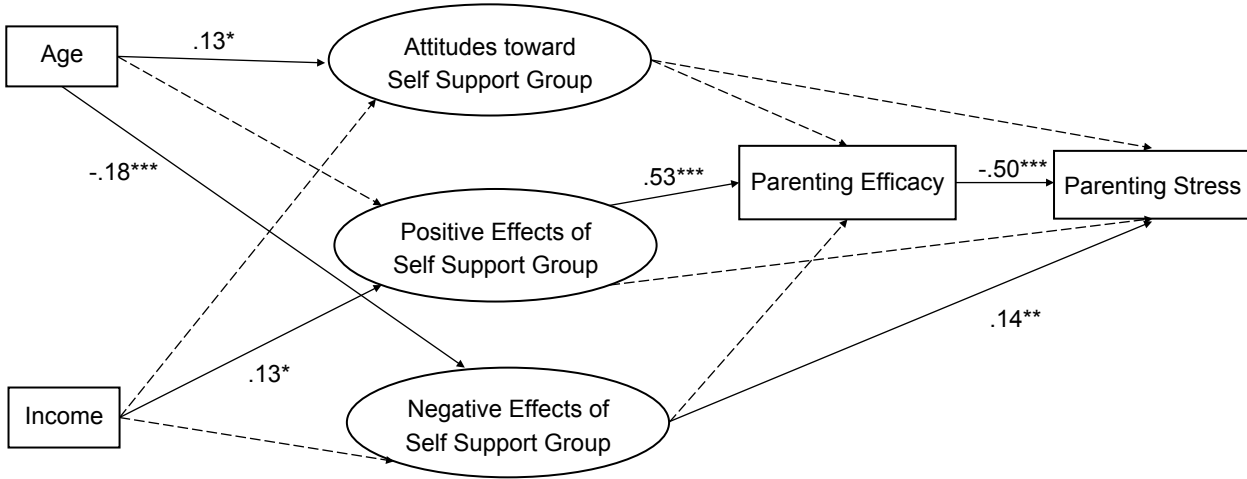 Age
.13*
Attitudes toward
Self Support Group
-.18***
.53***
Parenting Efficacy
-.50***
Parenting Stress
Positive Effects of
Self Support Group
.14**
.13*
Income
Negative Effects of
Self Support Group